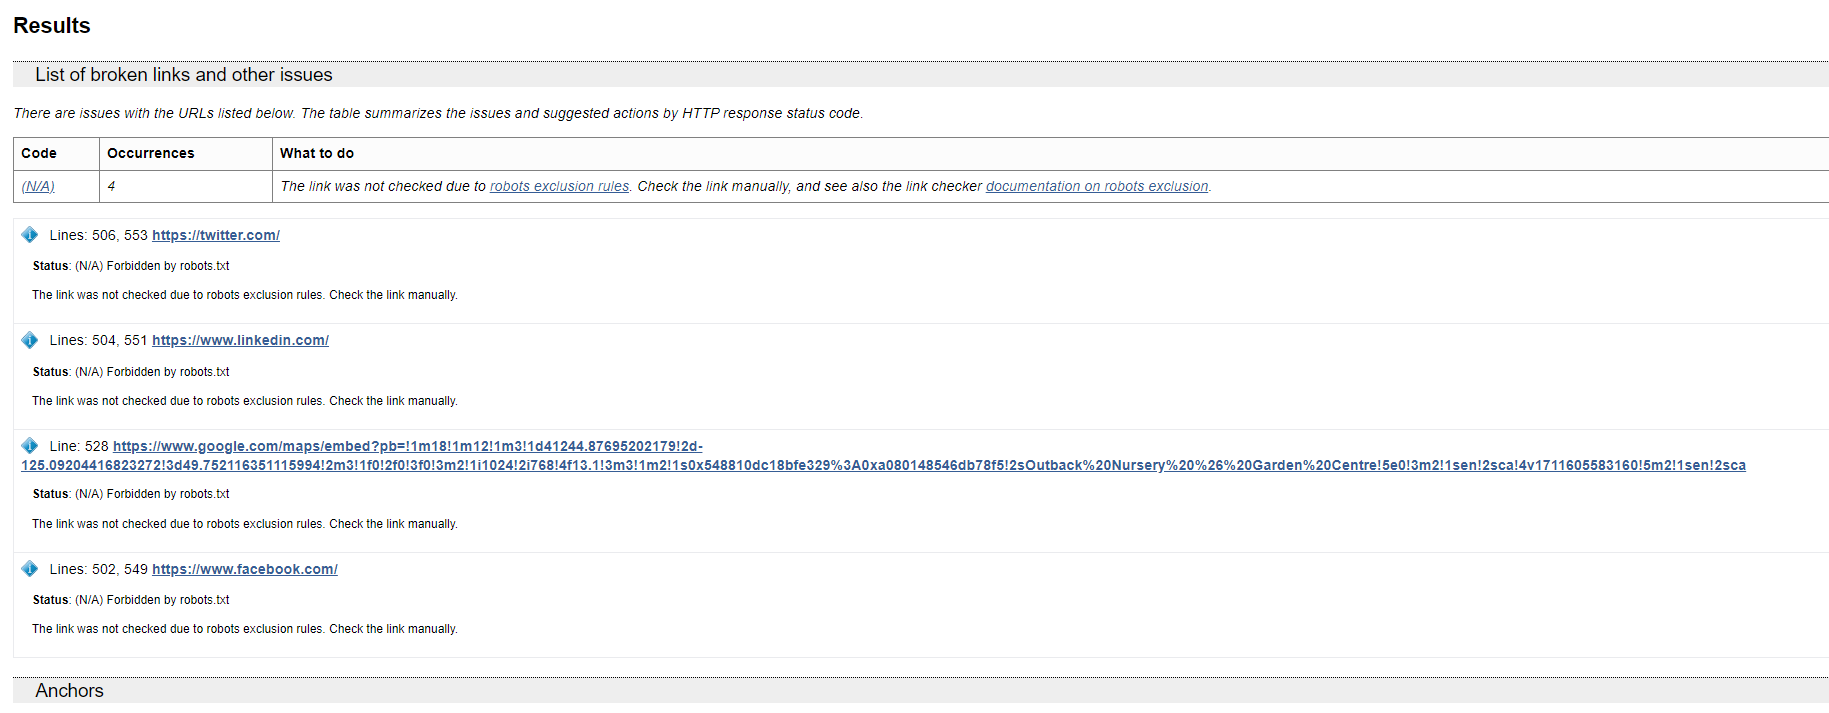 Results
List of broken links and other issues
There are issues with the URLs listed below. The table summarizes the issues and suggested actions by HTTP response status code.
Code Occurrences What to do
(N/A) 4 The link was not checked due to robots exclusion rules. Check the link manually, and see also the link checker documentation on robots exclusion.
Lines: 506, 553 https://twitter.com/
Status: (N/A) Forbidden by robots.txt
The link was not checked due to robots exclusion rules. Check the link manually.
Lines: 504, 551 https://www.linkedin.com/
Status: (N/A) Forbidden by robots.txt
The link was not checked due to robots exclusion rules. Check the link manually.
Line: 528 https://www.google.com/maps/embed?pb=!1m18!1m12!1m3!1d41244.87695202179!2d-
125.09204416823272!3d49.752116351115994!2m3!1f0!2f0!3f0!3m2!1i1024!2i768!4f13.1!3m3!1m2!1s0x548810dc18bfe329%3A0xa080148546db78f5!2sOutback%20Nursery%20%26%20Garden%20Centre!5e0!3m2!1sen!2sca!4v1711605583160!5m2!1sen!2sca
Status: (N/A) Forbidden by robots.txt
The link was not checked due to robots exclusion rules. Check the link manually.
Lines: 502, 549 https://www.facebook.com/
Status: (N/A) Forbidden by robots.txt
The link was not checked due to robots exclusion rules. Check the link manually.
Anchors